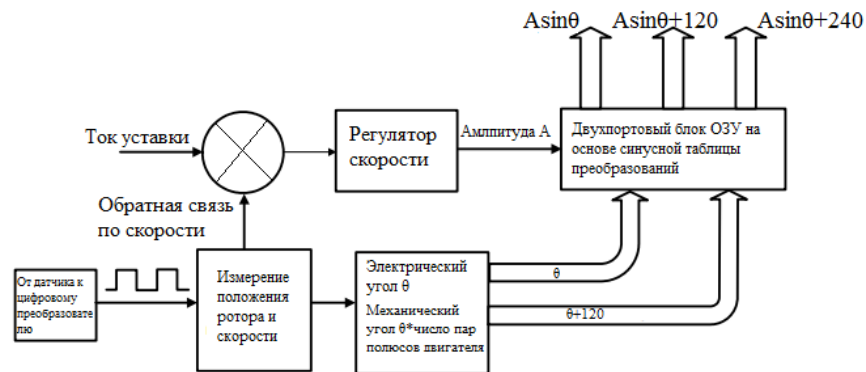 Asinθ
Asinθ+120
Asinθ+240
Ток уставки
Регулятор
скорости
Амлпитуда А
Двухпортовый блок ОЗУ на
основе синусной таблицы
преобразований
Обратная связь
по скорости
От датчика к
цифровому
преобразовате
лю
Измерение
положения
ротора и
скорости
Электрический
угол θ
Механический
угол θ*число пар
полюсов двигателя
θ
θ+120